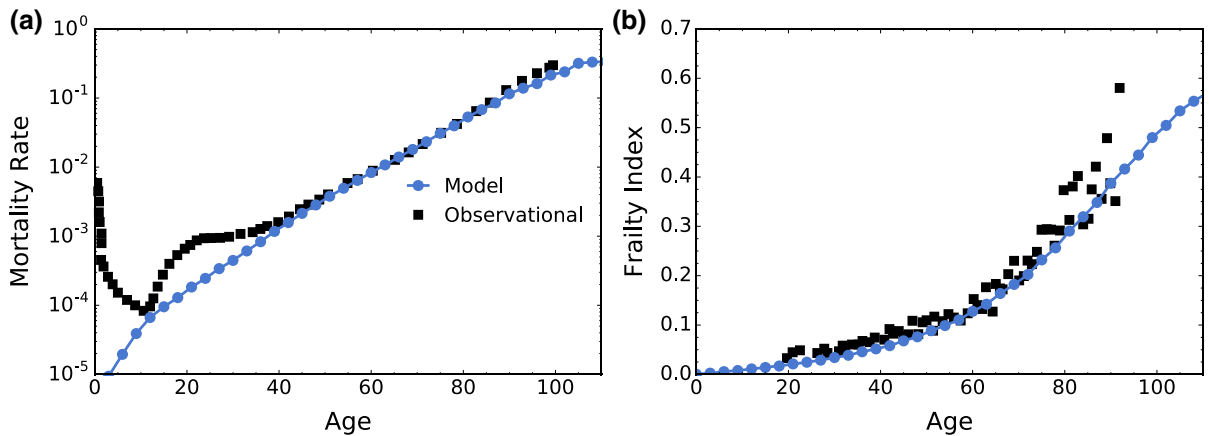 (a)
Mortality Rate
10^0
10^-1
10^-2
10^-3
10^-4
10^-5
0 20 40 60 80 100
Age
Model
Observational
(b)
Frailty Index
0.7
0.6
0.5
0.4
0.3
0.2
0.1
0.0
0 20 40 60 80 100
Age